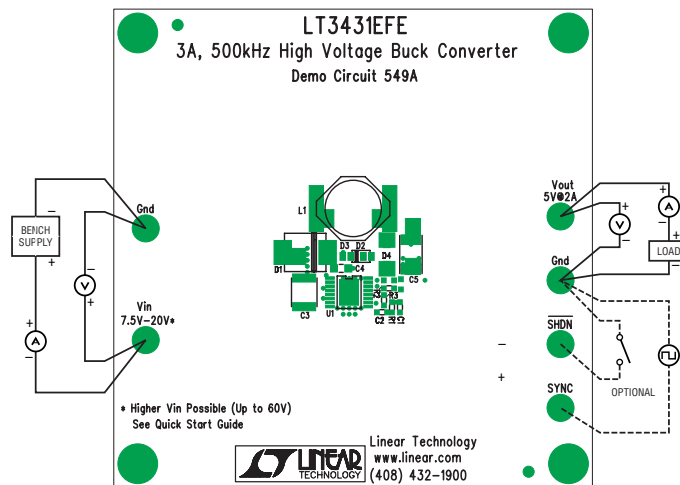 LT3431EFE
3A, 500kHz High Voltage Buck Converter
Demo Circuit 549A
Gnd
Vin
7.5V-20V*
BENCH
SUPPLY
-
+
-
V
+
+
A
-
L1
D3 D2
D4
D1
C4
C5
C3
U1
R3
C2
C1
Vout
5V@2A
Gnd
SHDN
SYNC
-
+
+
V
-
+
A
-
+
LOAD
-
OPTIONAL
* Higher Vin Possible (Up to 60V)
See Quick Start Guide
LT LINEAR
TECHNOLOGY
Linear Technology
www.linear.com
(408) 432-1900